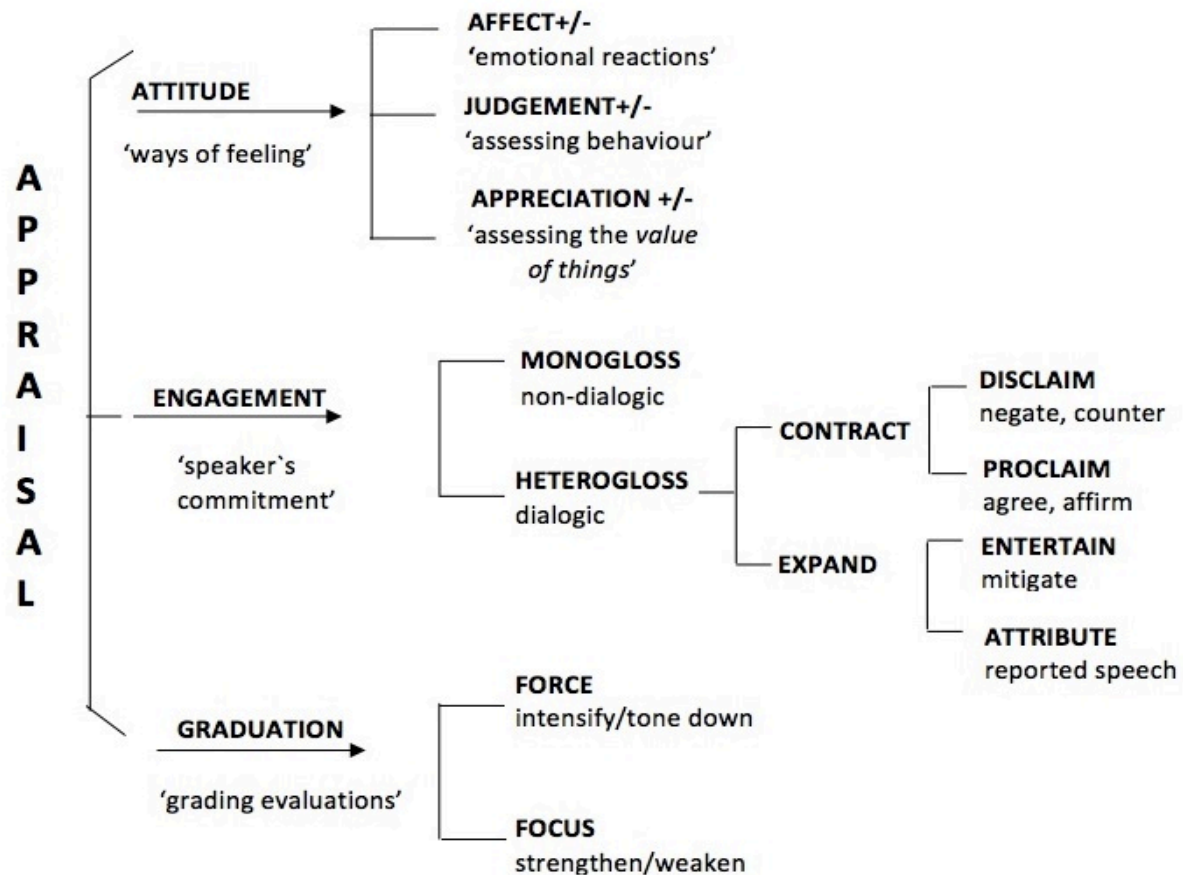 APPRAISAL
ATTITUDE
‘ways of feeling’
AFFECT+/-
‘emotional reactions’
JUDGEMENT+/-
‘assessing behaviour’
APPRECIATION +/-
‘assessing the value
of things’
ENGAGEMENT
‘speaker`s
commitment’
MONOGLOSS
non-dialogic
HETEROGLOSS
dialogic
CONTRACT
DISCLAIM
negate, counter
PROCLAIM
agree, affirm
EXPAND
ENTERTAIN
mitigate
ATTRIBUTE
reported speech
GRADUATION
‘grading evaluations’
FORCE
intensify/tone down
FOCUS
strengthen/weaken